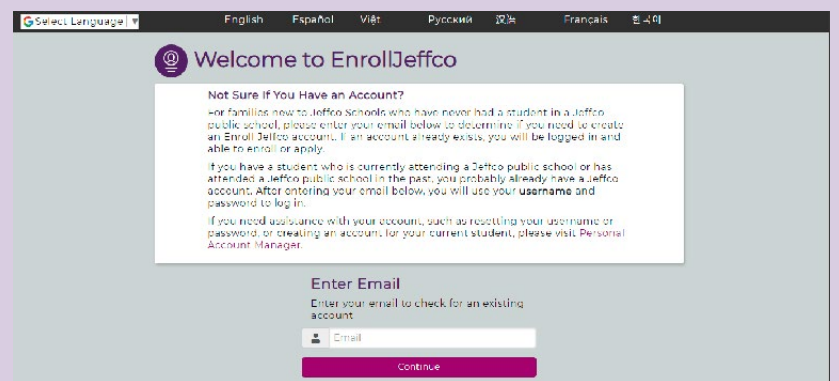 Select Language ▼ English Español Việt Русский 汉语 Français 한국어
Welcome to EnrollJeffco
Not Sure If You Have an Account?
For families new to Jeffco Schools who have never had a student in a Jeffco
public school, please enter your email below to determine if you need to create
an Enroll Jeffco account. If an account already exists, you will be logged in and
able to enroll or apply.
If you have a student who is currently attending a Jeffco public school or has
attended a Jeffco public school in the past, you probably already have a Jeffco
account. After entering your email below, you will use your username and
password to log in.
If you need assistance with your account, such as resetting your username or
password, or creating an account for your current student, please visit Personal
Account Manager.
Enter Email
Enter your email to check for an existing
account
Email
Continue